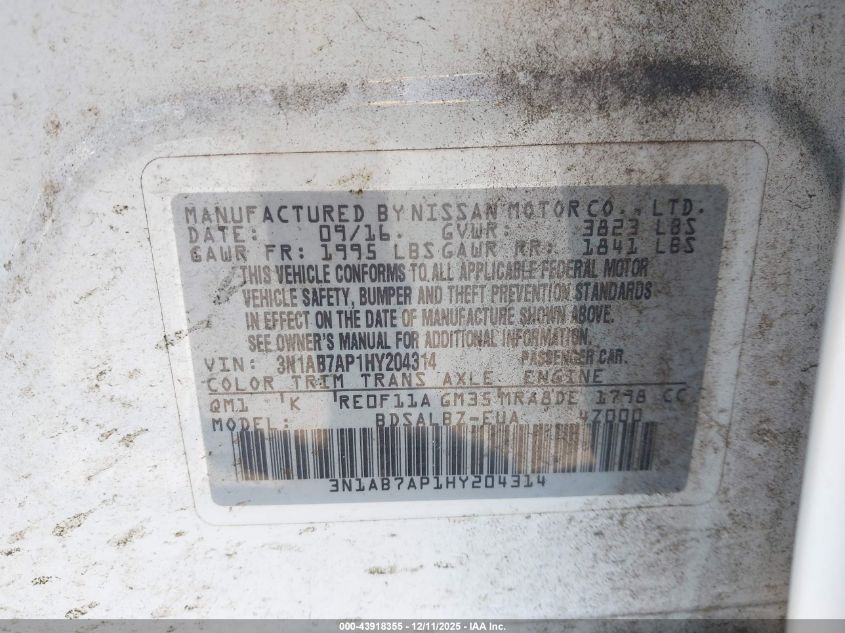 MANUFACTURED BY NISSAN MOTOR CO., LTD.
DATE: 09/16 GVWR: 3823 LBS
GAWR FR: 1995 LBS GAWR RR: 1841 LBS
THIS VEHICLE CONFORMS TO ALL APPLICABLE FEDERAL MOTOR
VEHICLE SAFETY, BUMPER AND THEFT PREVENTION STANDARDS
IN EFFECT ON THE DATE OF MANUFACTURE SHOWN ABOVE.
SEE OWNER'S MANUAL FOR ADDITIONAL INFORMATION.
VIN: 3N1AB7AP1HY204314 PASSENGER CAR
COLOR TRIM TRANS AXLE ENGINE
QM1 K RE0F11A GM35 MRA8DE 1798 CC
MODEL: BDSALBZ-EUA 47000
3N1AB7AP1HY204314
000-43918355 - 12/11/2025 - IAA Inc.